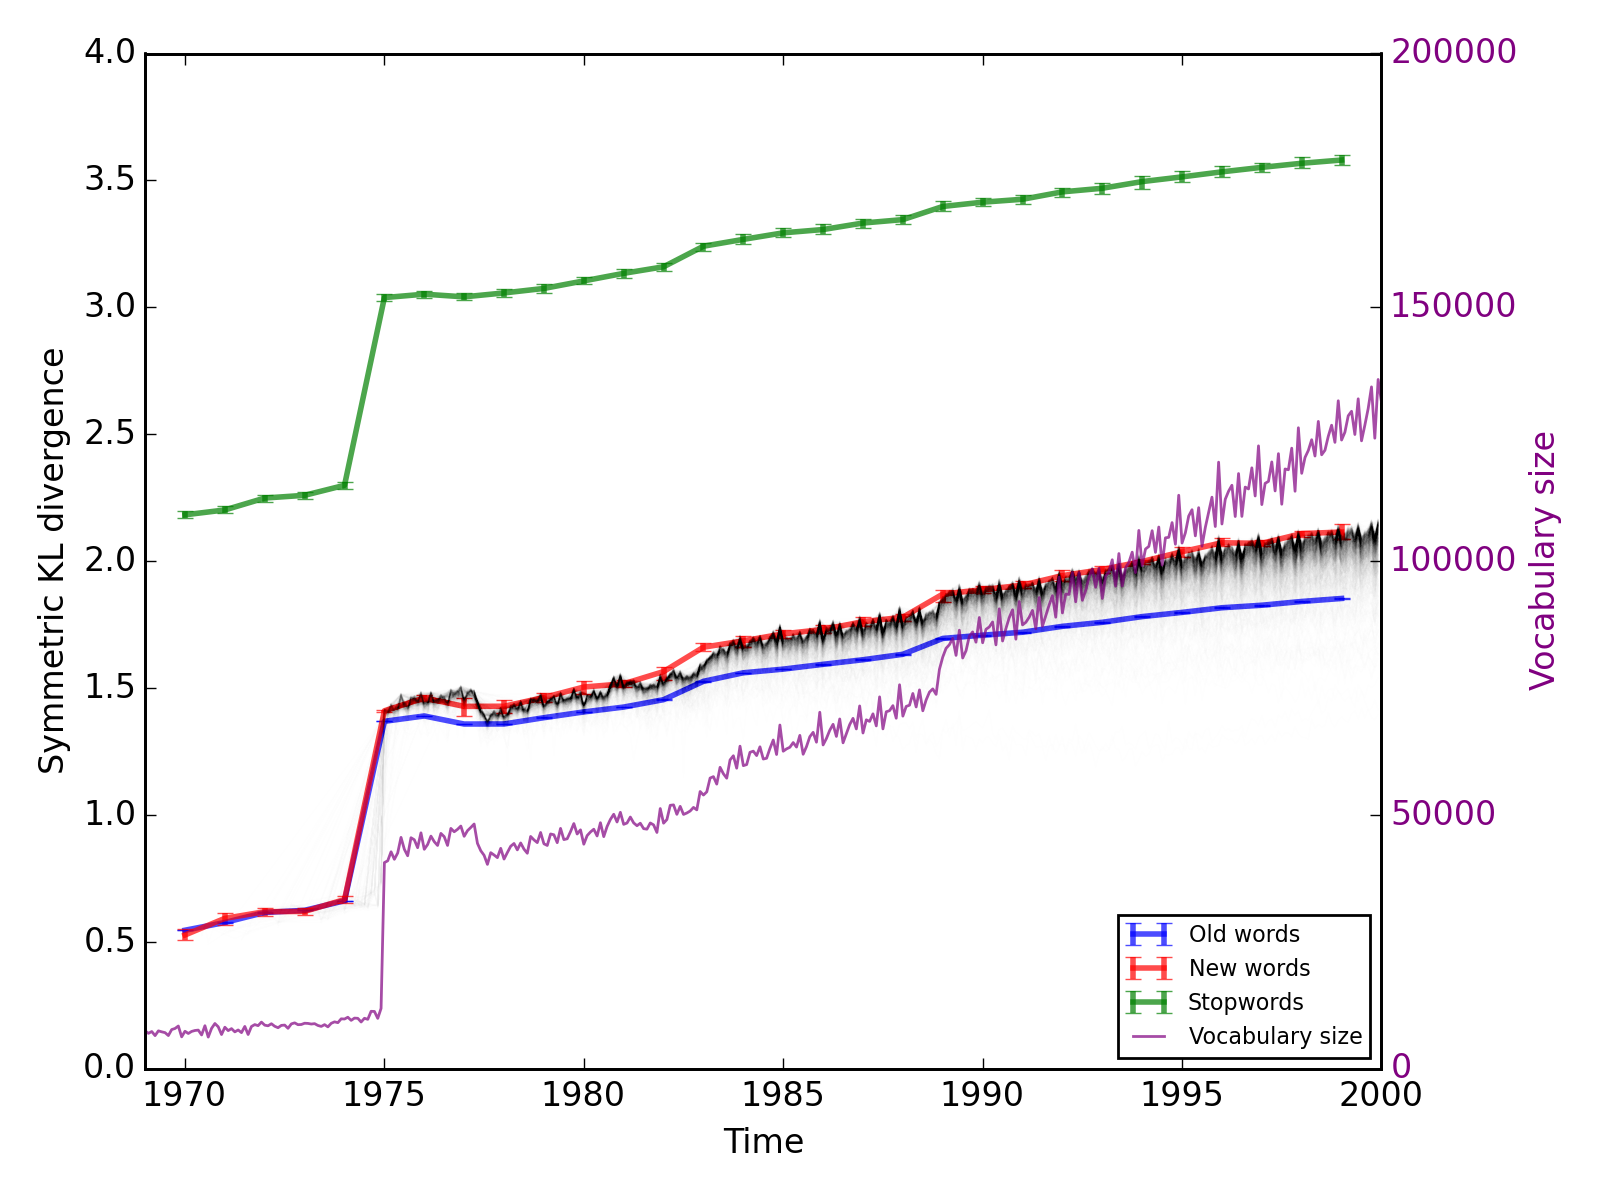 4.0
3.5
3.0
2.5
2.0
1.5
1.0
0.5
0.0
Symmetric KL divergence
200000
150000
100000
50000
0
Vocabulary size
Old words
New words
Stopwords
Vocabulary size
1970 1975 1980 1985 1990 1995 2000
Time